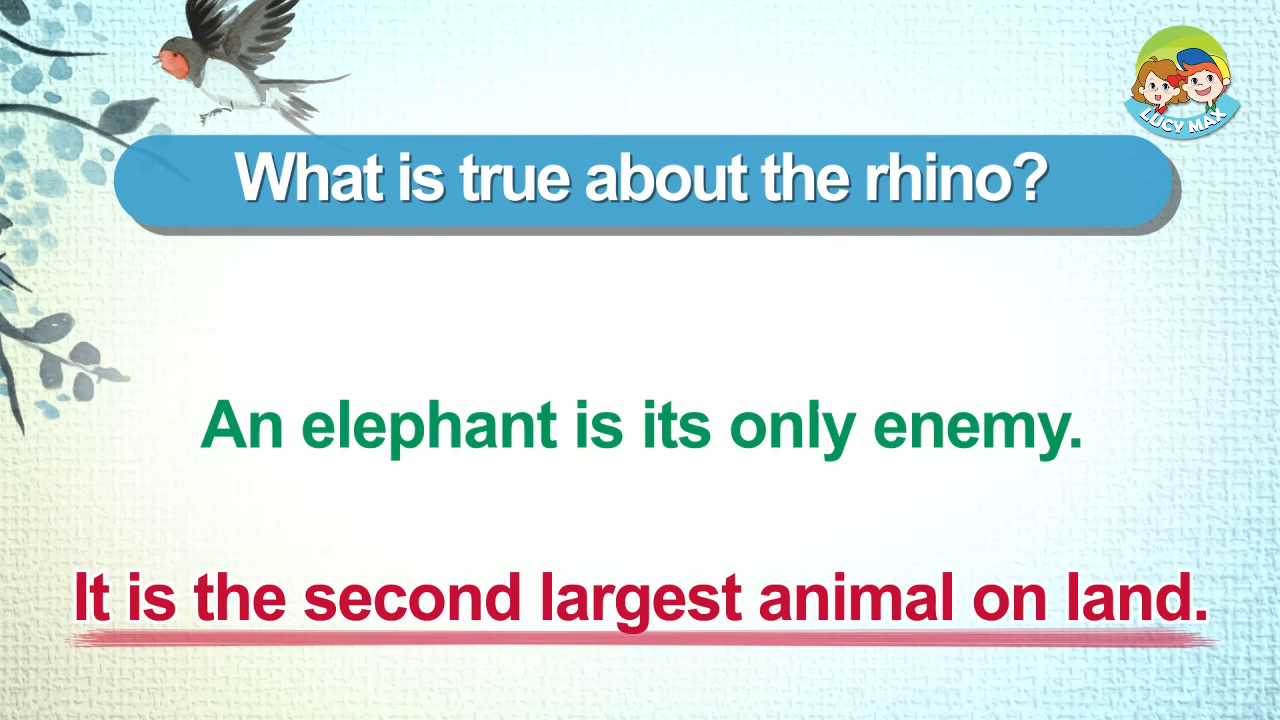 LUCY MAX
What is true about the rhino?
An elephant is its only enemy.
It is the second largest animal on land.